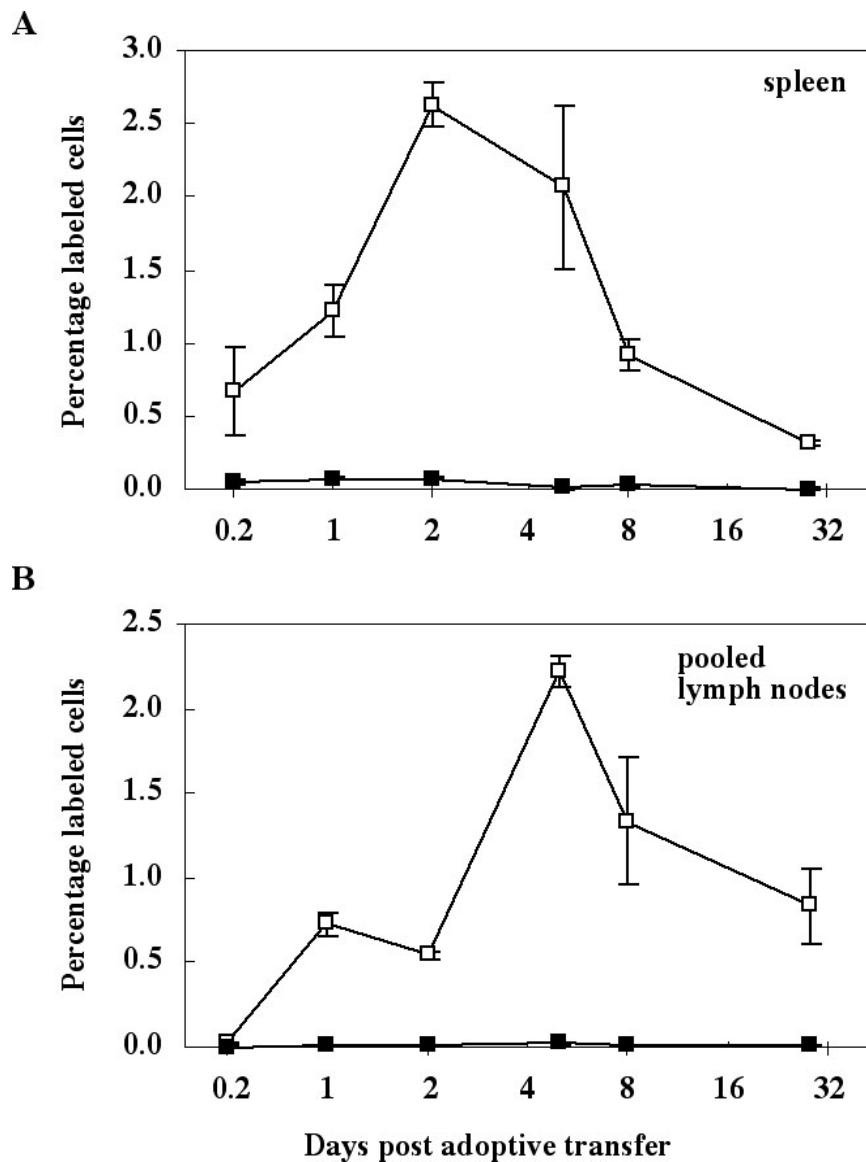 A
3.0
spleen
2.5
2.0
1.5
1.0
0.5
0.0
Percentage labeled cells
0.2 1 2 4 8 16 32
B
2.5
pooled
lymph nodes
2.0
1.5
1.0
0.5
0.0
Percentage labeled cells
0.2 1 2 4 8 16 32
Days post adoptive transfer